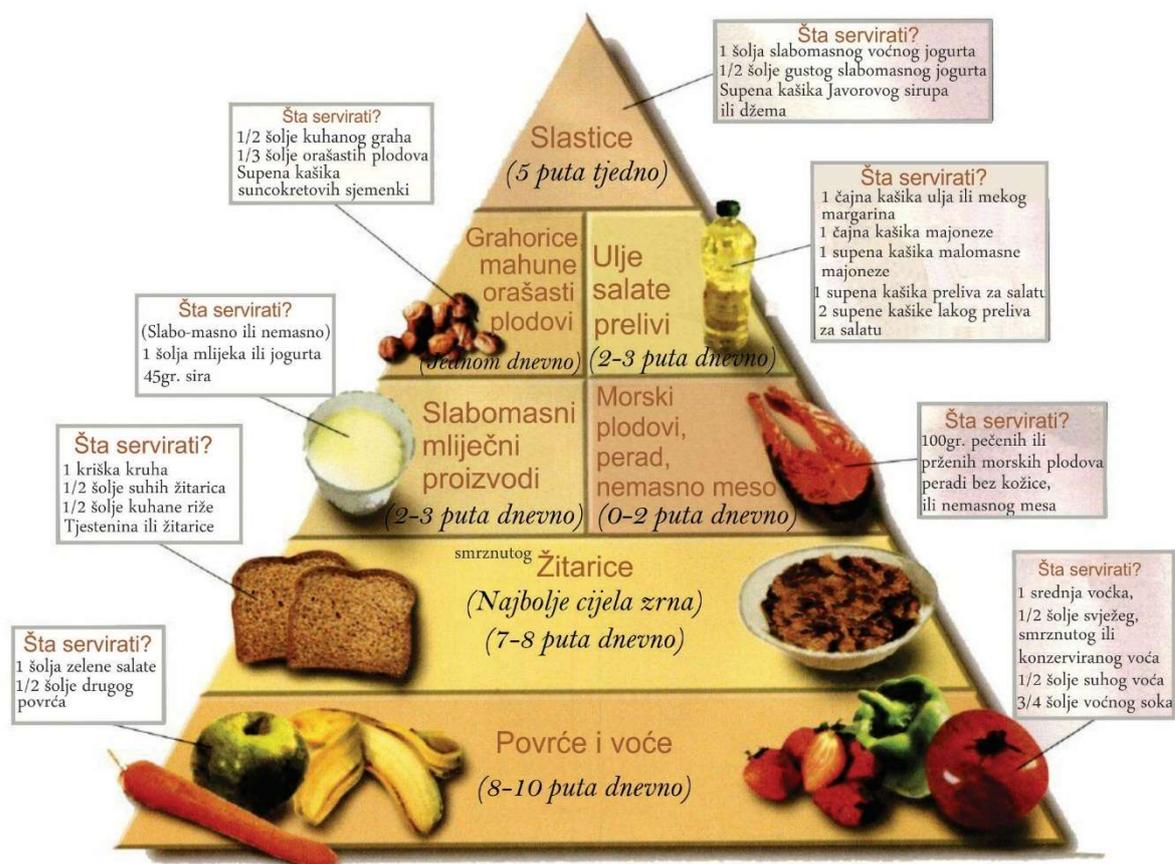 Šta servirati?
1 šolja slabomasnog voćnog jogurta
1/2 šolje gustog slabomasnog jogurta
Supena kašika Javorovog sirupa
ili džema
Slastice
(5 puta tjedno)
Šta servirati?
1/2 šolje kuhanog graha
1/3 šolje orašastih plodova
Supena kašika
suncokretovih sjemenki
Grahorice
mahune
orašasti
plodovi
(Jednom dnevno)
Ulje
salate
prelivi
(2-3 puta dnevno)
Šta servirati?
1 čajna kašika ulja ili mekog
margarina
1 čajna kašika majoneze
1 supena kašika malomasne
majoneze
1 supena kašika preliva za salatu
2 supene kašike lakog preliva
za salatu
Šta servirati?
(Slabo-masno ili nemasno)
1 šolja mlijeka ili jogurta
45gr. sira
Slabomasni
mliječni
proizvodi
(2-3 puta dnevno)
Morski
plodovi,
perad,
nemasno meso
(0-2 puta dnevno)
Šta servirati?
100gr. pečenih ili
prženih morskih plodova
peradi bez kožice,
ili nemasnog mesa
Šta servirati?
1 kriška kruha
1/2 šolje suhih žitarica
1/2 šolje kuhane riže
Tjestenina ili žitarice
smrznutog
Žitarice
(Najbolje cijela zrna)
(7-8 puta dnevno)
Šta servirati?
1 šolja zelene salate
1/2 šolje drugog
povrća
Povrće i voće
(8-10 puta dnevno)
Šta servirati?
1 srednja voćka,
1/2 šolje svježeg,
smrznutog ili
konzerviranog voća
1/2 šolje suhog voća
3/4 šolje voćnog soka